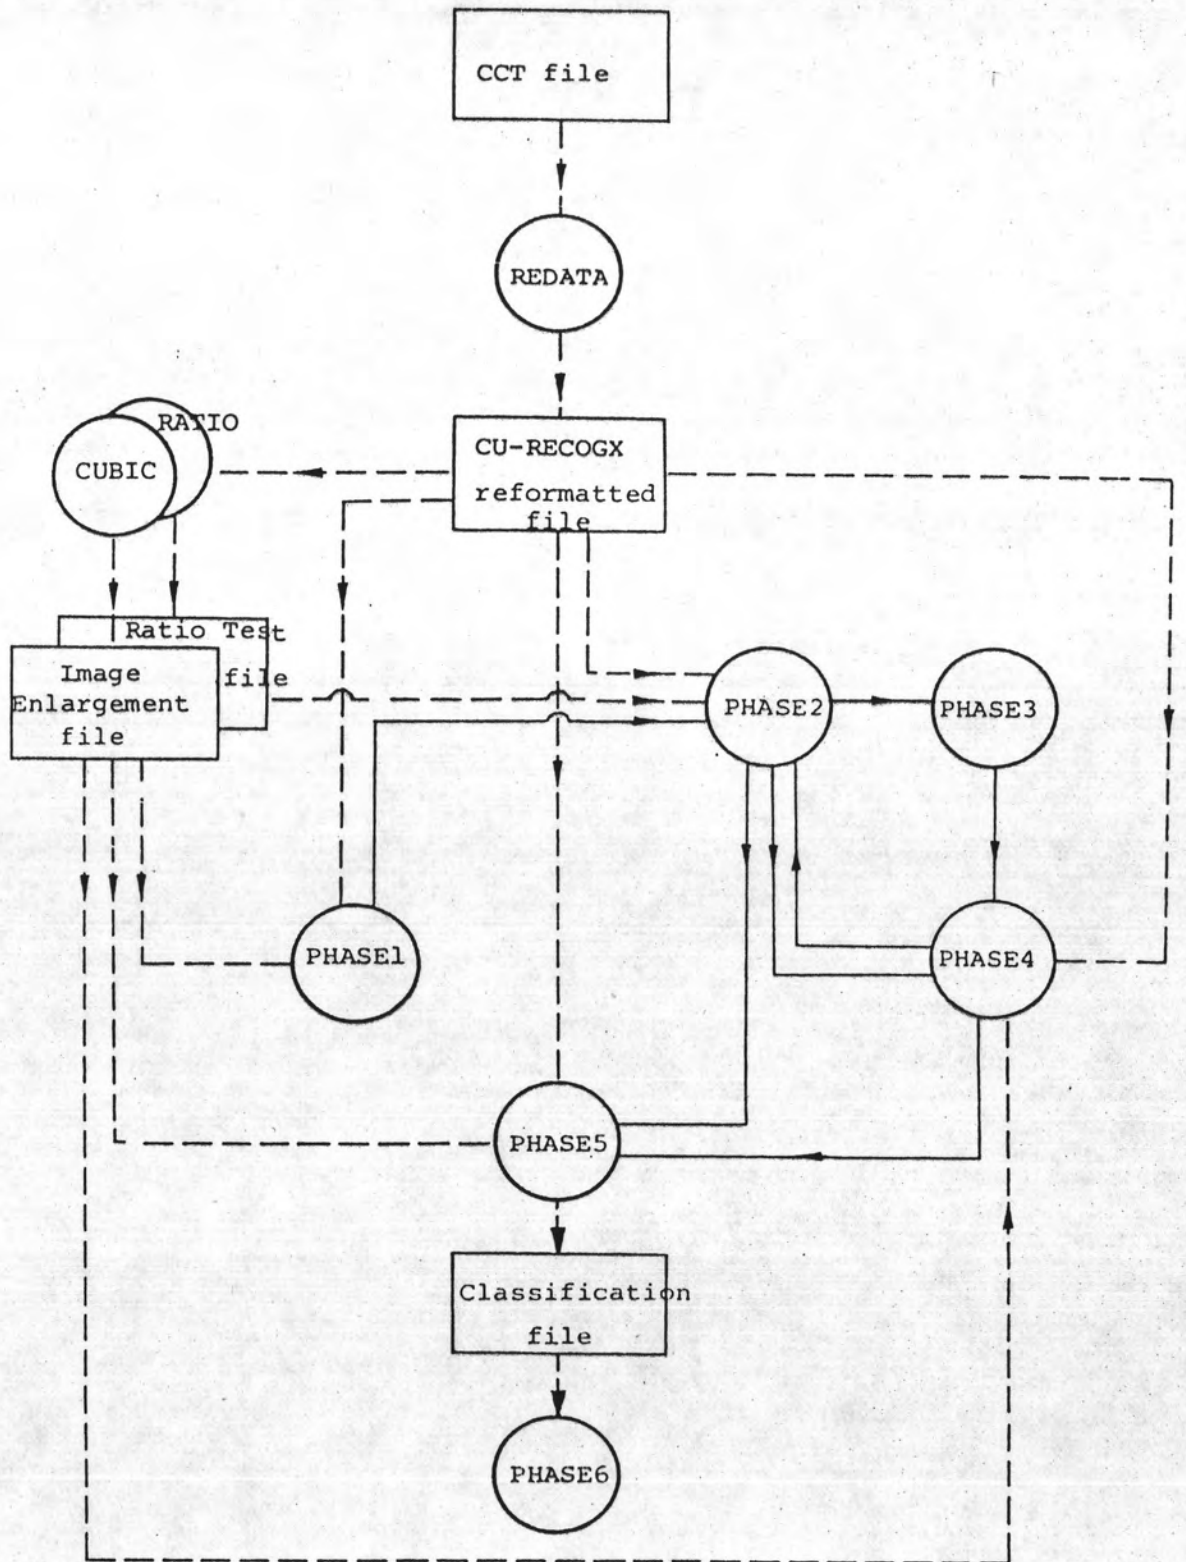 CCT file
REDATA
RATIO
CUBIC
CU-RECOGX
reformatted
file
Ratio Test
file
Image
Enlargement
file
PHASE2
PHASE3
PHASE1
PHASE4
PHASE5
Classification
file
PHASE6